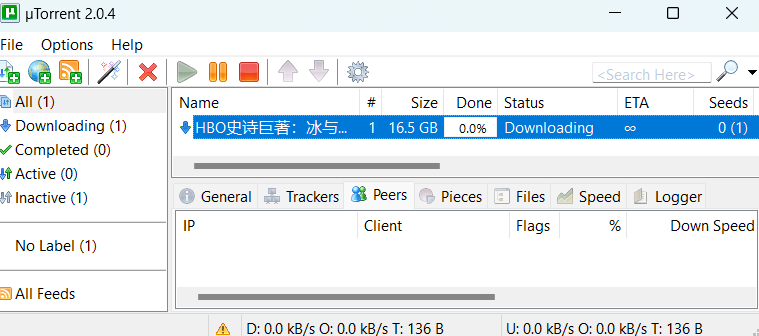 µTorrent 2.0.4
File Options Help
<Search Here>
All (1)
Downloading (1)
Completed (0)
Active (0)
Inactive (1)
No Label (1)
All Feeds
Name # Size Done Status ETA Seeds
HBO史诗巨著：冰与... 1 16.5 GB 0.0% Downloading ∞ 0 (1)
General Trackers Peers Pieces Files Speed Logger
IP Client Flags % Down Speed
D: 0.0 kB/s O: 0.0 kB/s T: 136 B U: 0.0 kB/s O: 0.0 kB/s T: 136 B